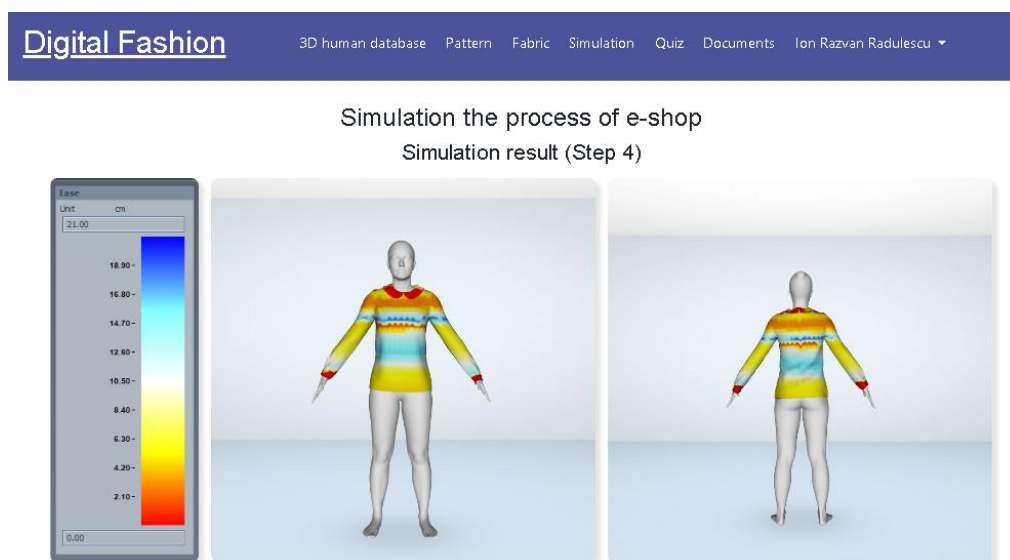 Digital Fashion
3D human database Pattern Fabric Simulation Quiz Documents Ion Razvan Radulescu
Simulation the process of e-shop
Simulation result (Step 4)
Ease
Unit cm
21.00
18.90
16.80
14.70
12.60
10.50
8.40
6.30
4.20
2.10
0.00